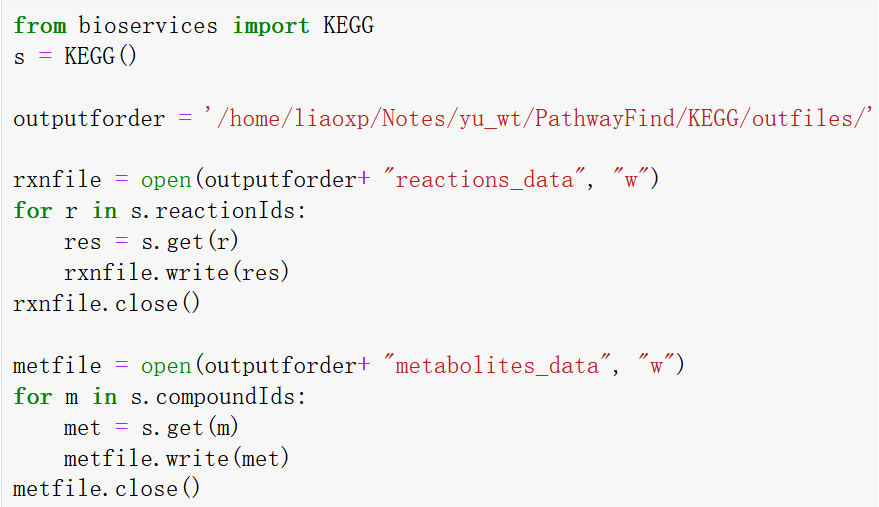 from bioservices import KEGG
s = KEGG()

outputforder = '/home/liaoxp/Notes/yu_wt/PathwayFind/KEGG/outfiles/'

rxnfile = open(outputforder+ "reactions_data", "w")
for r in s.reactionIds:
    res = s.get(r)
    rxnfile.write(res)
rxnfile.close()

metfile = open(outputforder+ "metabolites_data", "w")
for m in s.compoundIds:
    met = s.get(m)
    metfile.write(met)
metfile.close()